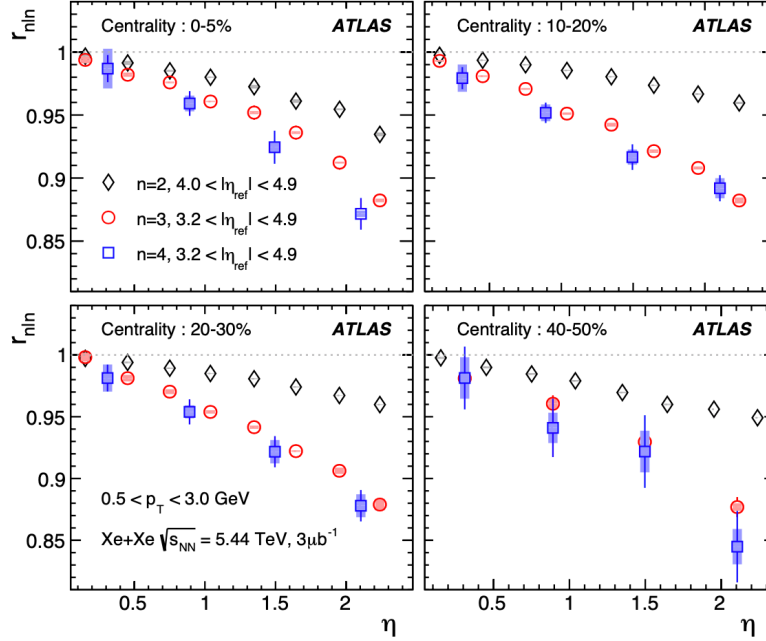 r_n|n
Centrality : 0-5%
ATLAS
1
0.95
0.9
0.85
n=2, 4.0 < |η_ref| < 4.9
n=3, 3.2 < |η_ref| < 4.9
n=4, 3.2 < |η_ref| < 4.9
Centrality : 10-20%
ATLAS
r_n|n
Centrality : 20-30%
ATLAS
1
0.95
0.9
0.85
0.5 < p_T < 3.0 GeV
Xe+Xe √s_NN = 5.44 TeV, 3μb⁻¹
0.5 1 1.5 2
η
Centrality : 40-50%
ATLAS
0.5 1 1.5 2
η